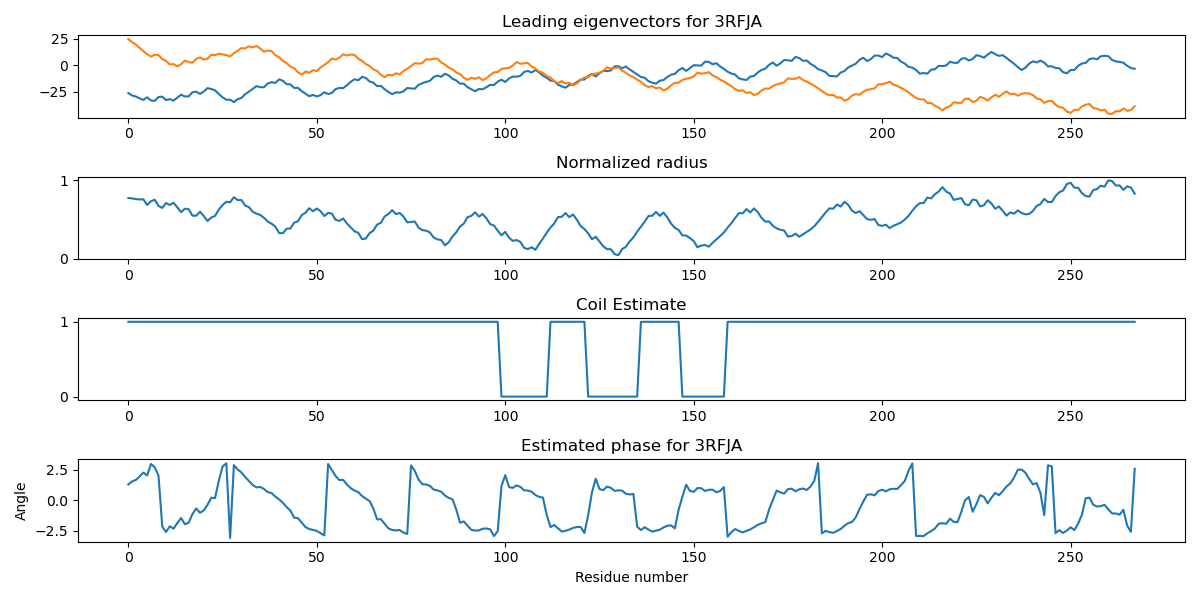 Leading eigenvectors for 3RFJA
25
0
−25
0 50 100 150 200 250
Normalized radius
1
0
0 50 100 150 200 250
Coil Estimate
1
0
0 50 100 150 200 250
Estimated phase for 3RFJA
Angle
2.5
0.0
−2.5
0 50 100 150 200 250
Residue number